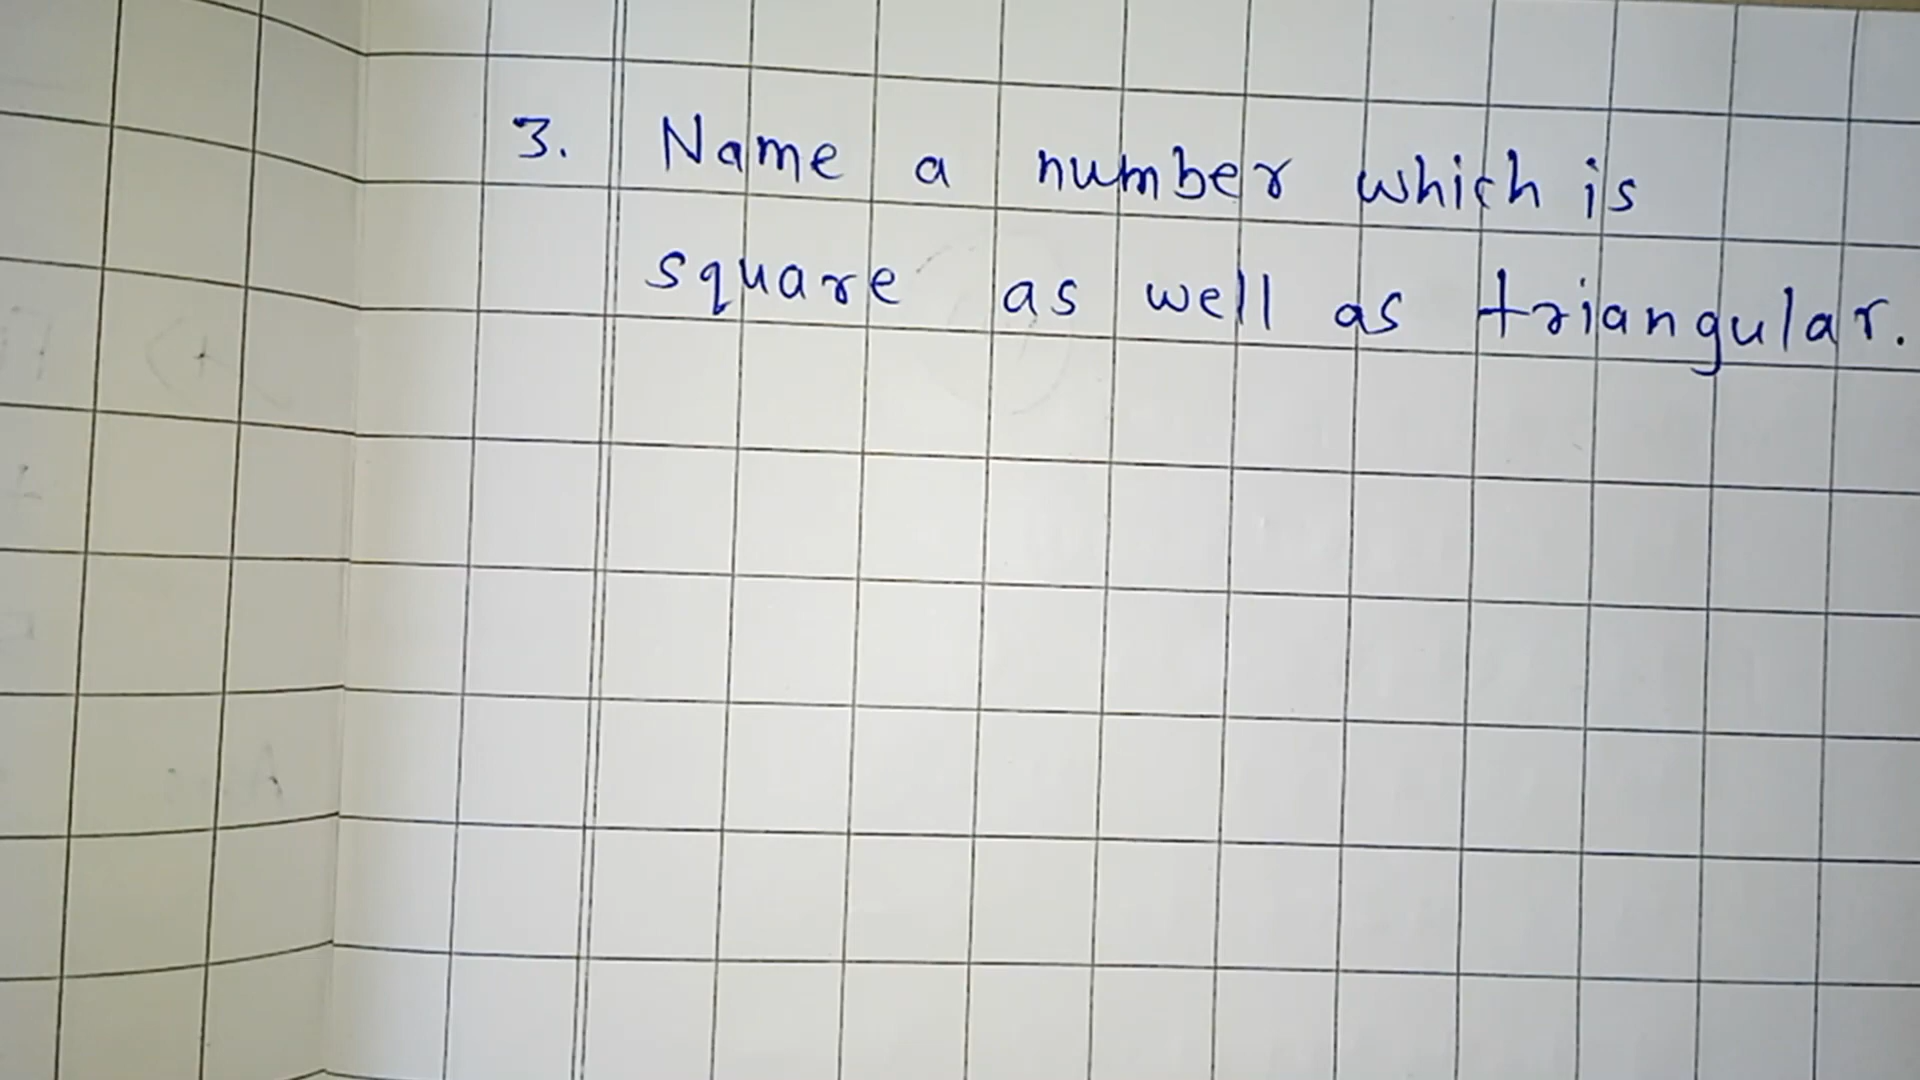 3. Name a number which is
square as well as triangular.